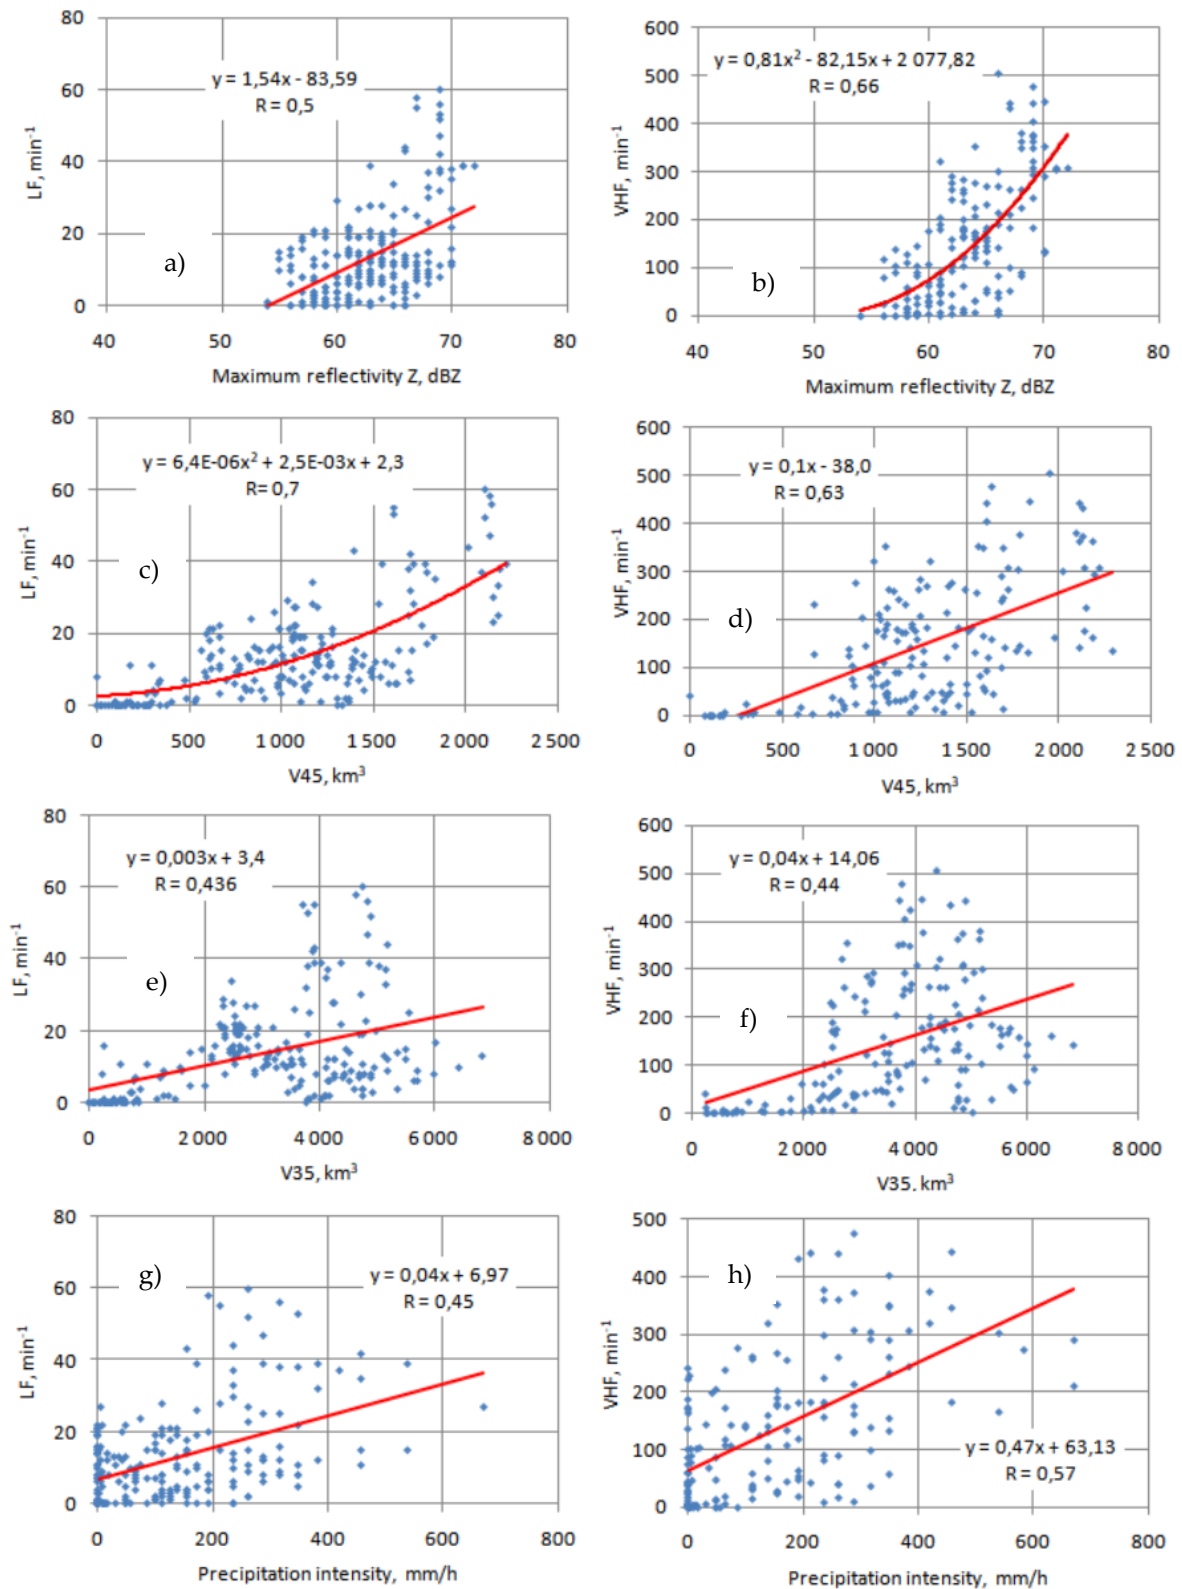 80
60
40
20
0
LF, min⁻¹
y = 1,54x - 83,59
R = 0,5
a)
40 50 60 70 80
Maximum reflectivity Z, dBZ
600
500
400
300
200
100
0
VHF, min⁻¹
y = 0,81x² - 82,15x + 2 077,82
R = 0,66
b)
40 50 60 70 80
Maximum reflectivity Z, dBZ
80
60
40
20
0
LF, min⁻¹
y = 6,4E-06x² + 2,5E-03x + 2,3
R= 0,7
c)
0 500 1 000 1 500 2 000 2 500
V45, km³
600
500
400
300
200
100
0
VHF, min⁻¹
y = 0,1x - 38,0
R = 0,63
d)
0 500 1 000 1 500 2 000 2 500
V45, km³
80
60
40
20
0
LF, min⁻¹
y = 0,003x + 3,4
R = 0,436
e)
0 2 000 4 000 6 000 8 000
V35, km³
600
500
400
300
200
100
0
VHF, min⁻¹
y = 0,04x + 14,06
R = 0,44
f)
0 2 000 4 000 6 000 8 000
V35. km³
80
60
40
20
0
LF, min⁻¹
g)
y = 0,04x + 6,97
R = 0,45
0 200 400 600 800
Precipitation intensity, mm/h
500
400
300
200
100
0
VHF, min⁻¹
h)
y = 0,47x + 63,13
R = 0,57
0 200 400 600 800
Precipitation intensity, mm/h